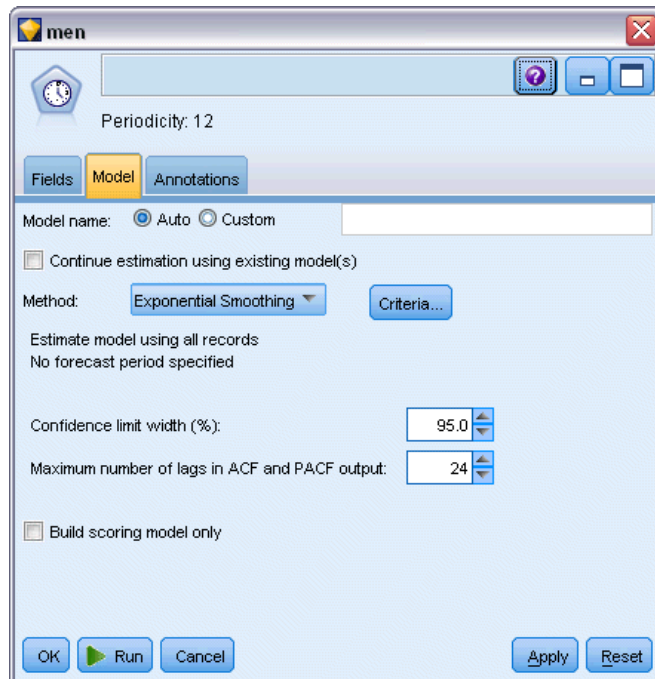 men
Periodicity: 12
Fields Model Annotations
Model name: Auto Custom
Continue estimation using existing model(s)
Method: Exponential Smoothing Criteria...
Estimate model using all records
No forecast period specified
Confidence limit width (%): 95.0
Maximum number of lags in ACF and PACF output: 24
Build scoring model only
OK Run Cancel Apply Reset